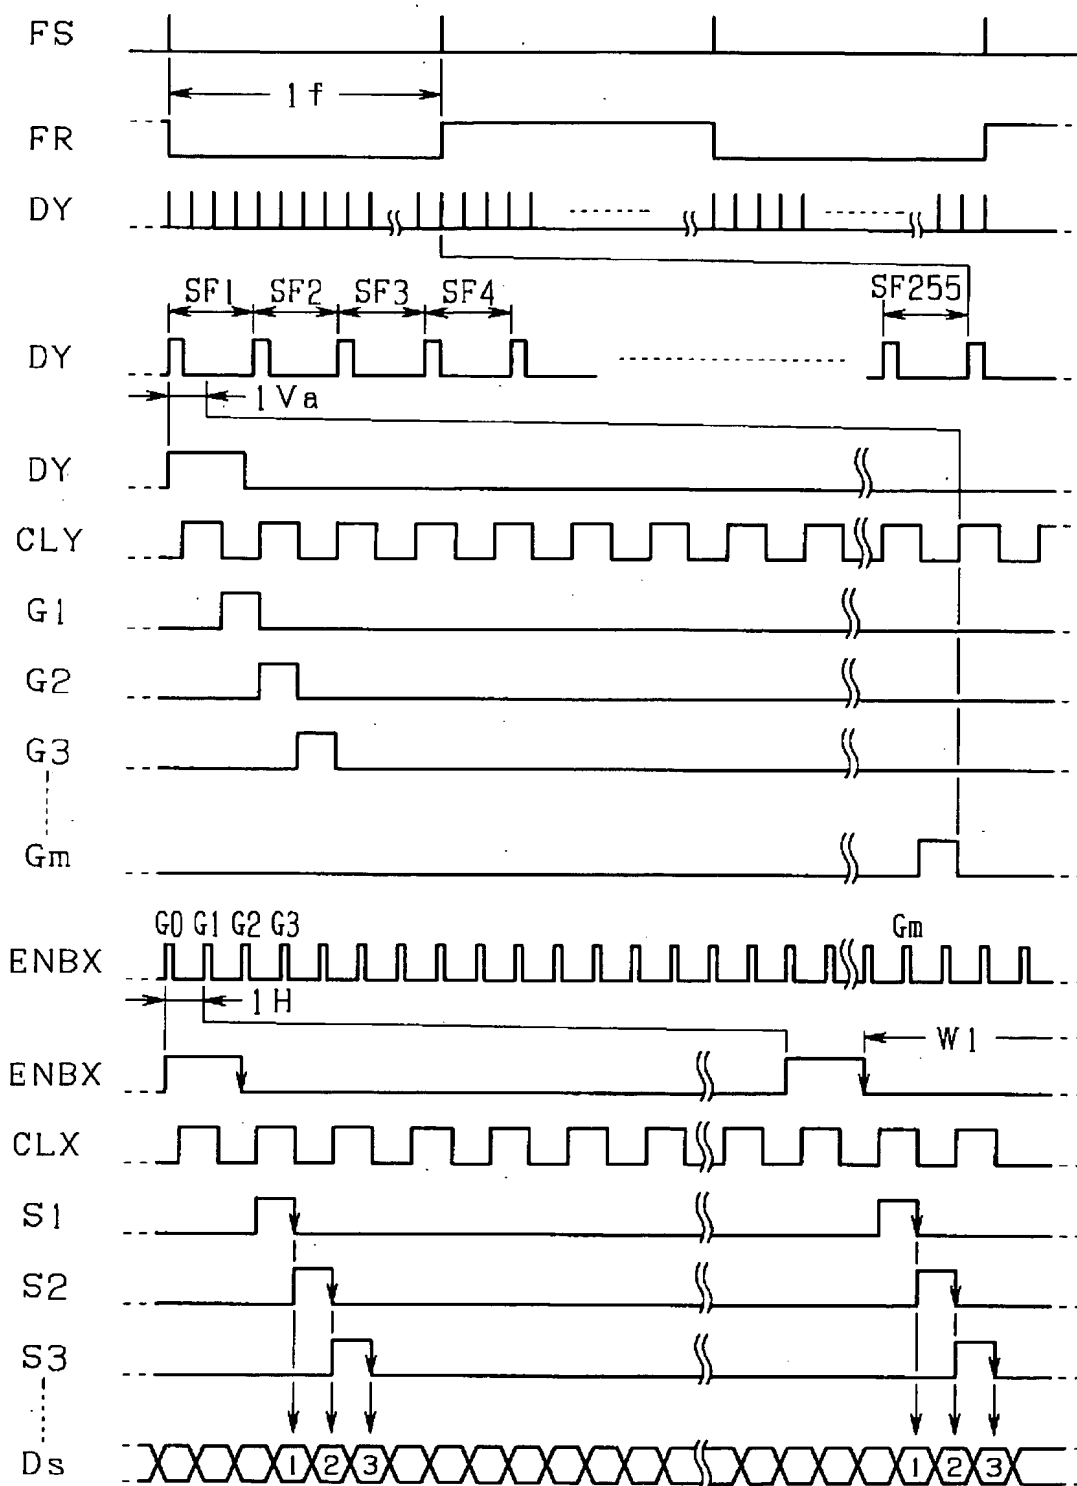 FS
1f
FR
DY
SF1 SF2 SF3 SF4 SF255
DY
1Va
DY
CLY
G1
G2
G3
Gm
G0 G1 G2 G3 Gm
ENBX
1H
W1
ENBX
CLX
S1
S2
S3
Ds 1 2 3 1 2 3